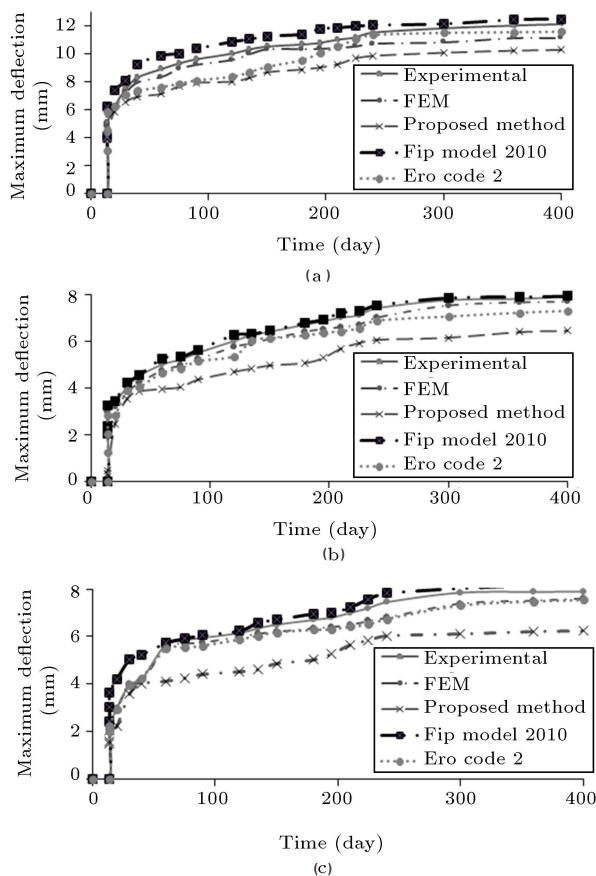 Maximum deflection
(mm)
12
10
8
6
4
2
0
0 100 200 300 400
Experimental
FEM
Proposed method
Fip model 2010
Ero code 2
Time (day)
(a)
Maximum deflection
(mm)
8
6
4
2
0
0 100 200 300 400
Experimental
FEM
Proposed method
Fip model 2010
Ero code 2
Time (day)
(b)
Maximum deflection
(mm)
8
6
4
2
0
0 100 200 300 400
Experimental
FEM
Proposed method
Fip model 2010
Ero code 2
Time (day)
(c)